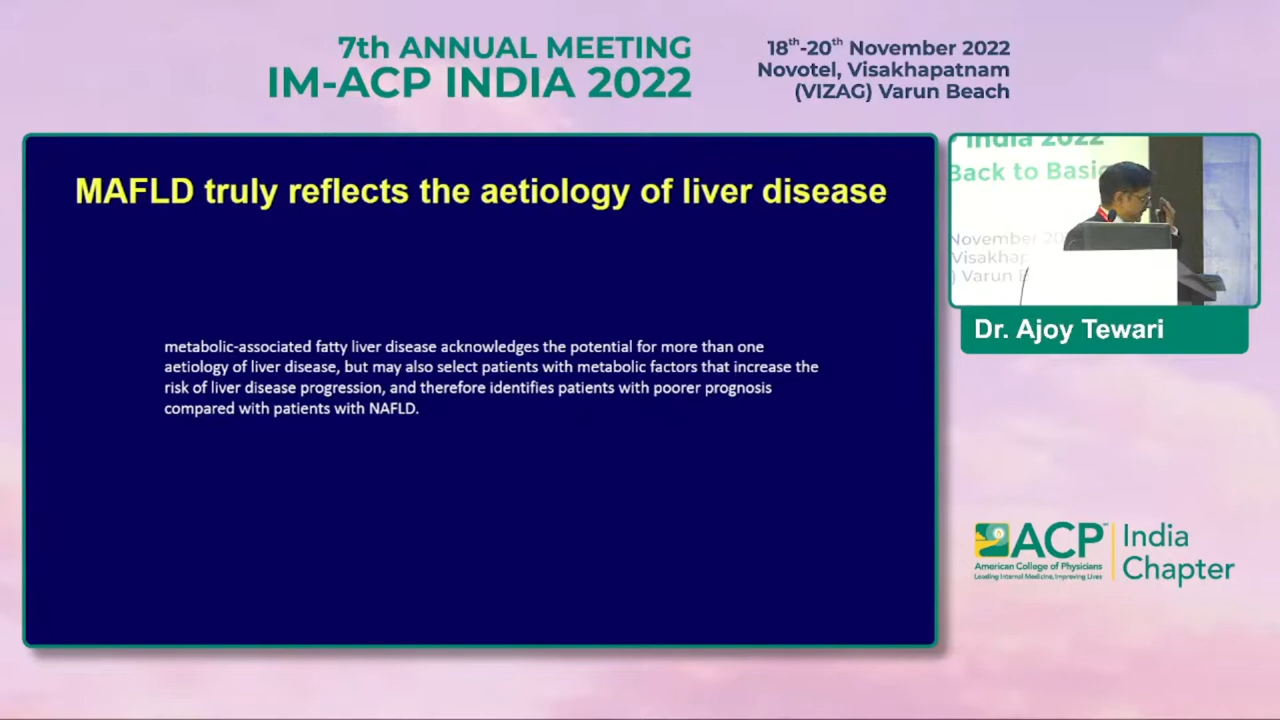 7th ANNUAL MEETING
IM-ACP INDIA 2022
18th-20th November 2022
Novotel, Visakhapatnam
(VIZAG) Varun Beach
MAFLD truly reflects the aetiology of liver disease
metabolic-associated fatty liver disease acknowledges the potential for more than one
aetiology of liver disease, but may also select patients with metabolic factors that increase the
risk of liver disease progression, and therefore identifies patients with poorer prognosis
compared with patients with NAFLD.
India 2022
Back to Basic
November 20
Visakhap
) Varun B
Dr. Ajoy Tewari
ACP
American College of Physicians
Leading Internal Medicine, Improving Lives
India
Chapter